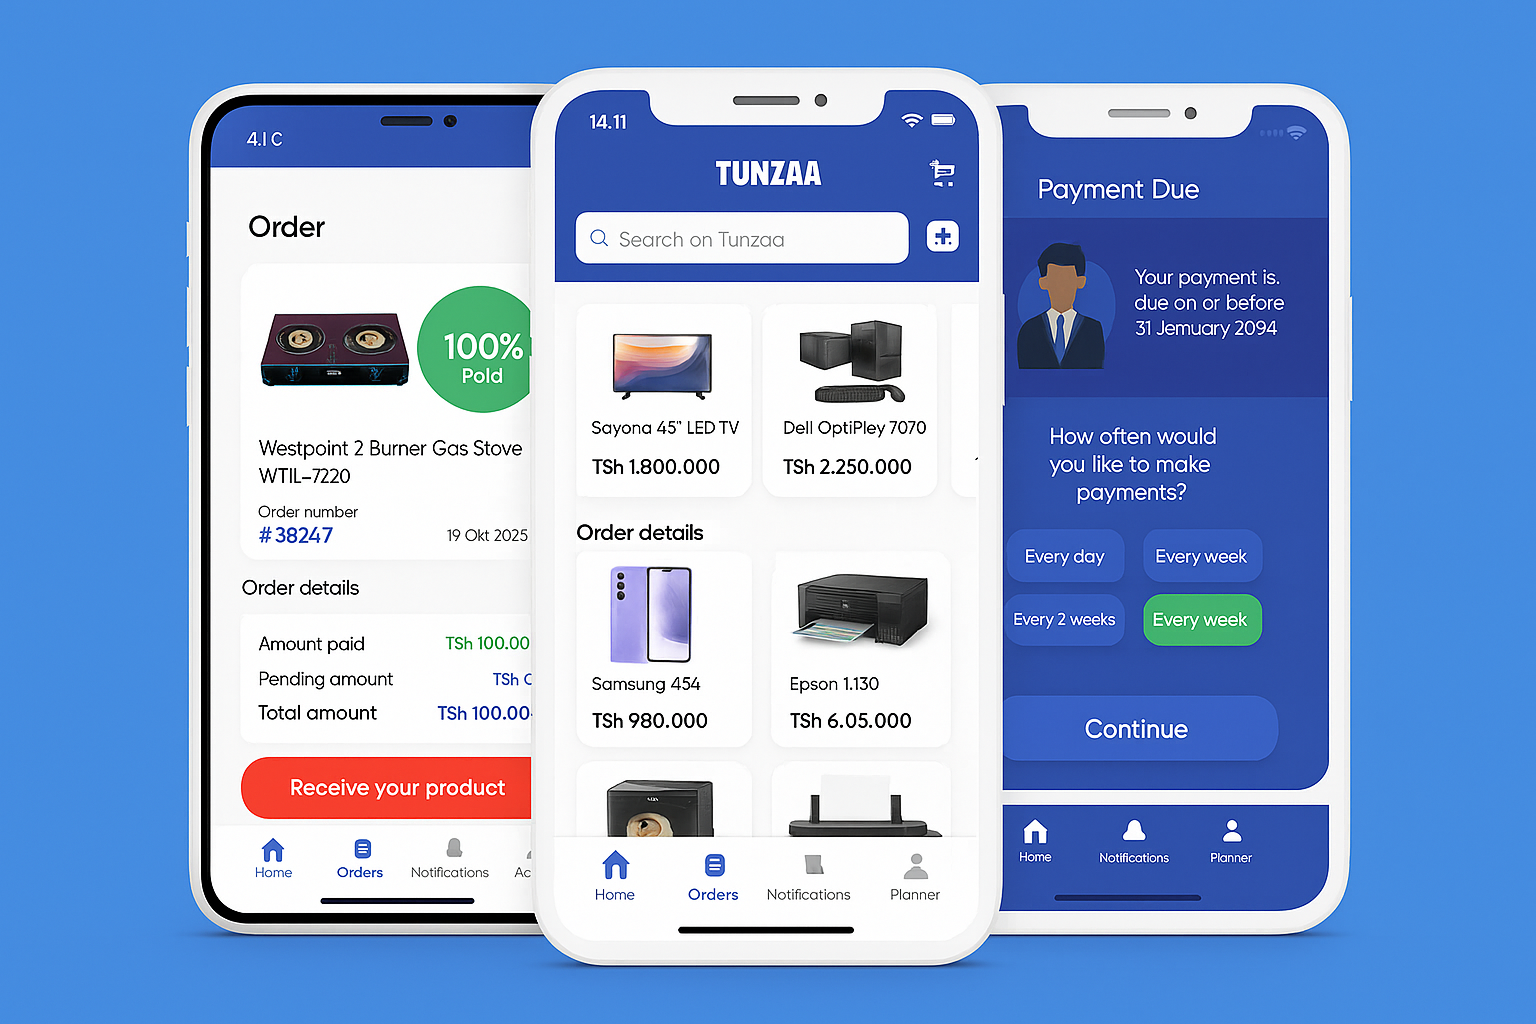 4.I C
Order
100%
Pold
Westpoint 2 Burner Gas Stove
WTIL–7220
Order number
#38247
19 Okt 2025
Order details
Amount paid TSh 100.00
Pending amount TSh
Total amount TSh 100.00
Receive your product
Home Orders Notifications Ac
14.11
TUNZAA
Search on Tunzaa
Sayona 45" LED TV
TSh 1.800.000
Dell OptiPley 7070
TSh 2.250.000
Order details
Samsung 454
TSh 980.000
Epson 1.130
TSh 6.05.000
Home Orders Notifications Planner
Payment Due
Your payment is.
due on or before
31 Jemuary 2094
How often would
you like to make
payments?
Every day Every week
Every 2 weeks Every week
Continue
Home Notifications Planner